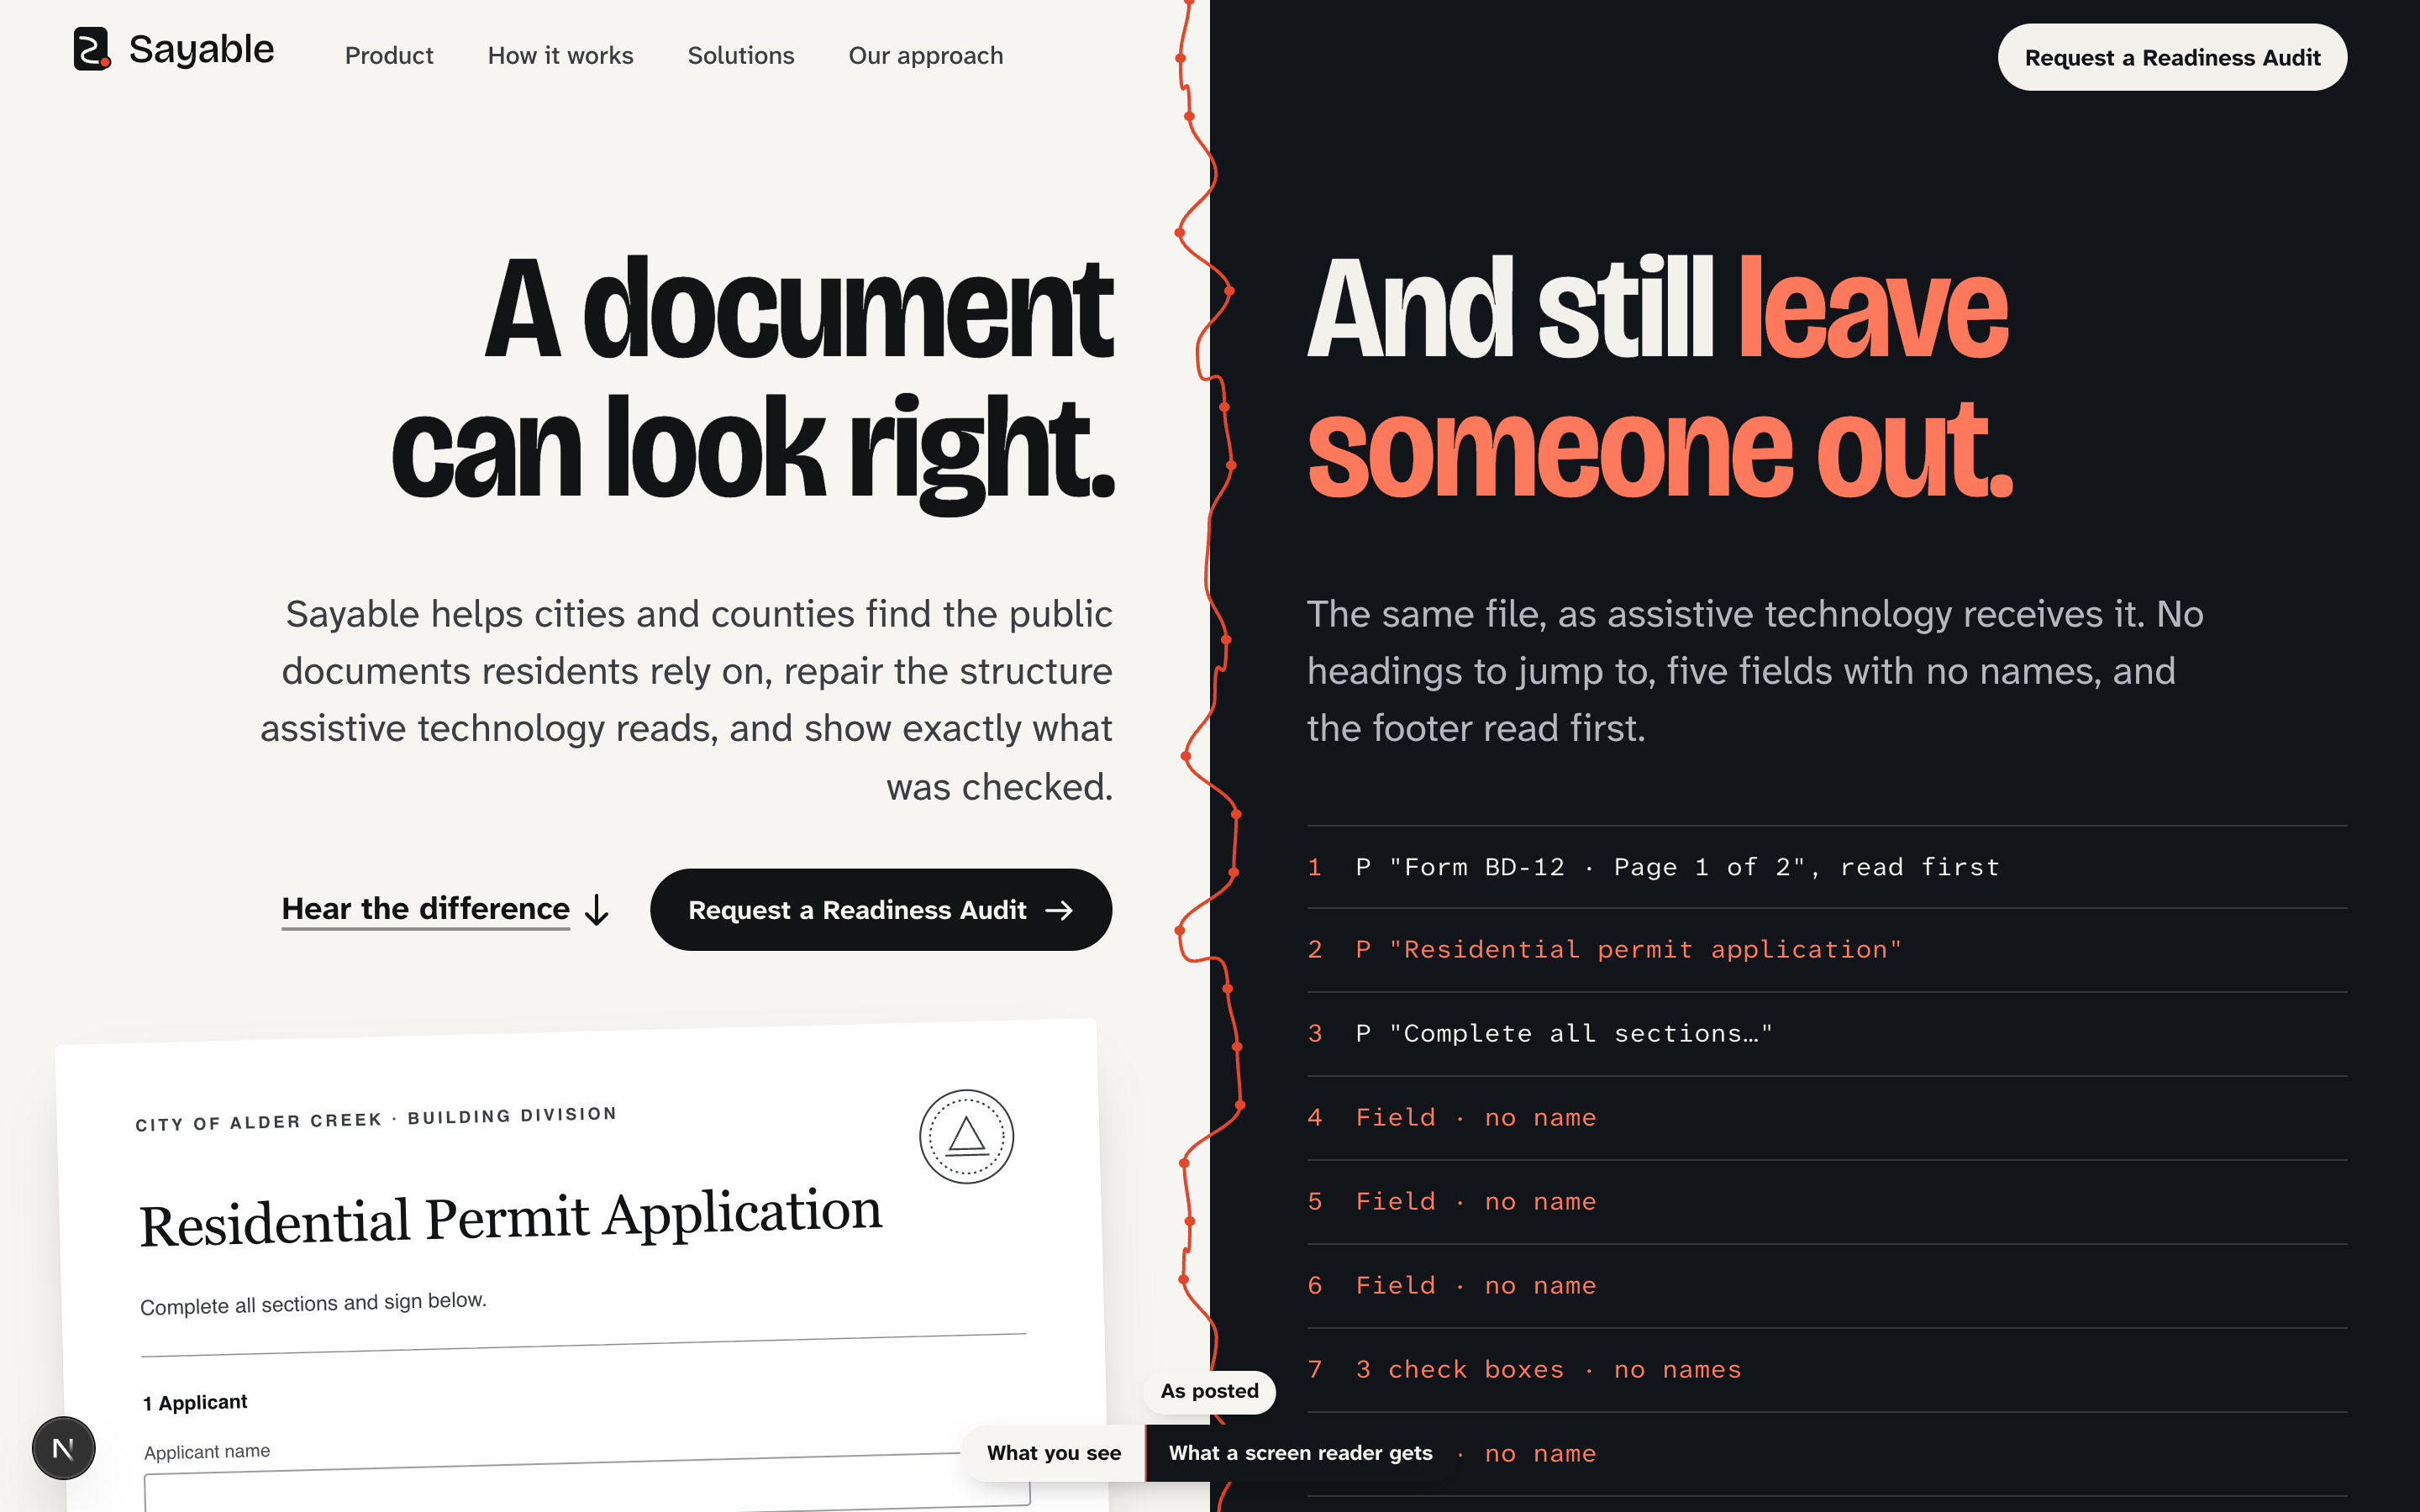 Sayable
Product
How it works
Solutions
Our approach
Request a Readiness Audit
A document
can look right.
Sayable helps cities and counties find the public
documents residents rely on, repair the structure
assistive technology reads, and show exactly what
was checked.
Hear the difference ↓
Request a Readiness Audit →
CITY OF ALDER CREEK · BUILDING DIVISION
Residential Permit Application
Complete all sections and sign below.
1 Applicant
Applicant name
N
And still leave
someone out.
The same file, as assistive technology receives it. No
headings to jump to, five fields with no names, and
the footer read first.
1 P "Form BD-12 · Page 1 of 2", read first
2 P "Residential permit application"
3 P "Complete all sections…"
4 Field · no name
5 Field · no name
6 Field · no name
7 3 check boxes · no names
· no name
As posted
What you see
What a screen reader gets